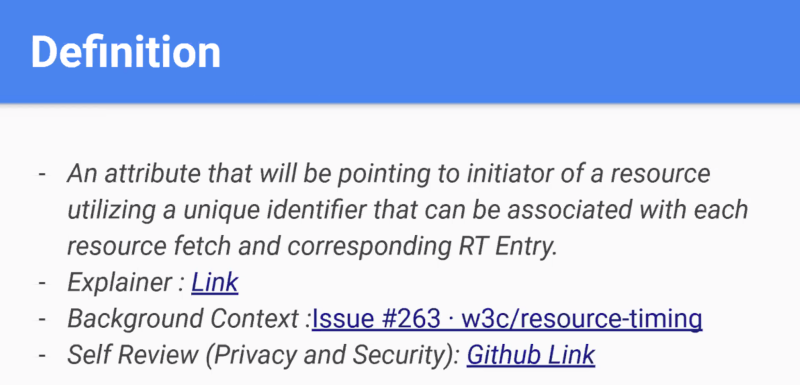 Definition
- An attribute that will be pointing to initiator of a resource
utilizing a unique identifier that can be associated with each
resource fetch and corresponding RT Entry.
- Explainer : Link
- Background Context :Issue #263 · w3c/resource-timing
- Self Review (Privacy and Security): Github Link